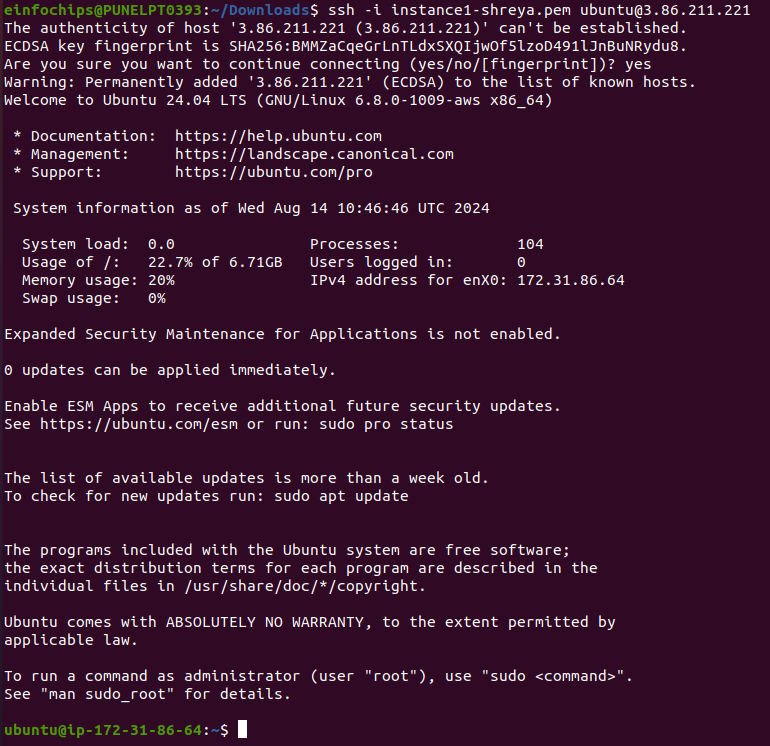 einfochips@PUNELPT0393:~/Downloads$ ssh -i instance1-shreya.pem ubuntu@3.86.211.221
The authenticity of host '3.86.211.221 (3.86.211.221)' can't be established.
ECDSA key fingerprint is SHA256:BMMZaCqeGrLnTLdxSXQIjwOf5lzoD491lJnBuNRydu8.
Are you sure you want to continue connecting (yes/no/[fingerprint])? yes
Warning: Permanently added '3.86.211.221' (ECDSA) to the list of known hosts.
Welcome to Ubuntu 24.04 LTS (GNU/Linux 6.8.0-1009-aws x86_64)

 * Documentation:  https://help.ubuntu.com
 * Management:     https://landscape.canonical.com
 * Support:        https://ubuntu.com/pro

 System information as of Wed Aug 14 10:46:46 UTC 2024

  System load:  0.0               Processes:             104
  Usage of /:   22.7% of 6.71GB   Users logged in:       0
  Memory usage: 20%               IPv4 address for enX0: 172.31.86.64
  Swap usage:   0%

Expanded Security Maintenance for Applications is not enabled.

0 updates can be applied immediately.

Enable ESM Apps to receive additional future security updates.
See https://ubuntu.com/esm or run: sudo pro status


The list of available updates is more than a week old.
To check for new updates run: sudo apt update


The programs included with the Ubuntu system are free software;
the exact distribution terms for each program are described in the
individual files in /usr/share/doc/*/copyright.

Ubuntu comes with ABSOLUTELY NO WARRANTY, to the extent permitted by
applicable law.

To run a command as administrator (user "root"), use "sudo <command>".
See "man sudo_root" for details.

ubuntu@ip-172-31-86-64:~$